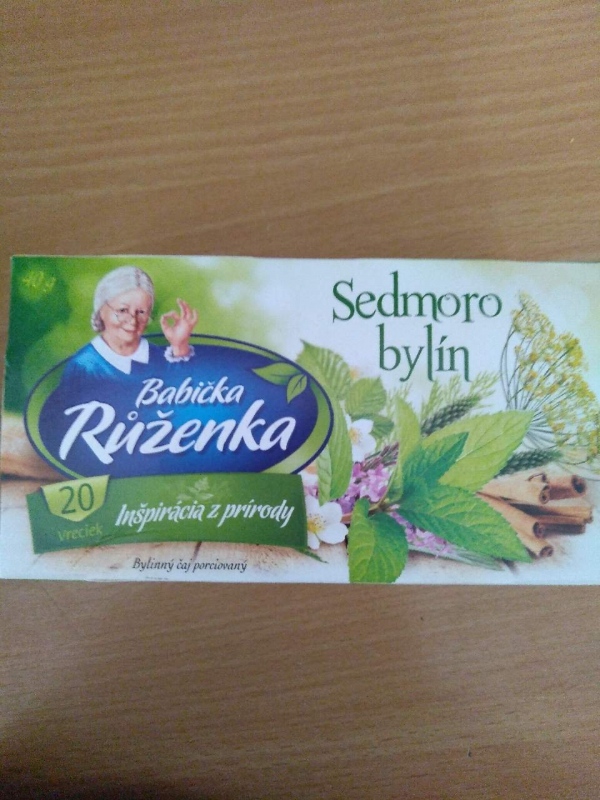 40 g
Sedmoro
bylín
Babička
Růženka
20
vreciek
Inšpirácia z prírody
Bylinný čaj porciovaný